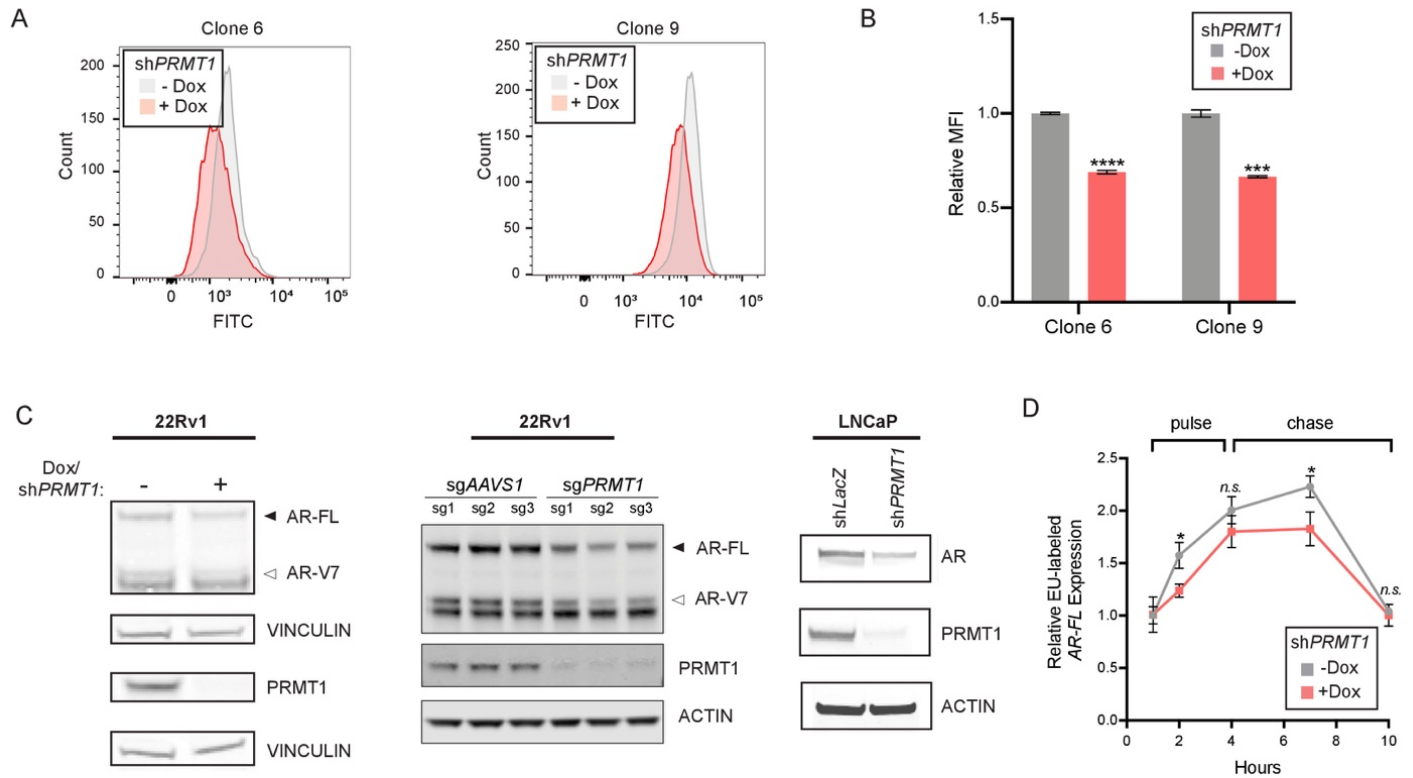 A
Clone 6
shPRMT1
- Dox
+ Dox
200
150
100
50
0
Count
0 10³ 10⁴ 10⁵
FITC
Clone 9
shPRMT1
- Dox
+ Dox
250
200
150
100
50
0
Count
0 10³ 10⁴ 10⁵
FITC
B
shPRMT1
-Dox
+Dox
1.5
1.0
0.5
0.0
Relative MFI
**** ***
Clone 6 Clone 9
C
22Rv1
Dox/
shPRMT1: - +
AR-FL
AR-V7
VINCULIN
PRMT1
VINCULIN
22Rv1
sgAAVS1 sgPRMT1
sg1 sg2 sg3 sg1 sg2 sg3
AR-FL
AR-V7
PRMT1
ACTIN
LNCaP
shLacZ
shPRMT1
AR
PRMT1
ACTIN
D
pulse chase
2.5
2.0
1.5
1.0
0.5
0.0
Relative EU-labeled
AR-FL Expression
* n.s. * n.s.
shPRMT1
-Dox
+Dox
0 2 4 6 8 10
Hours